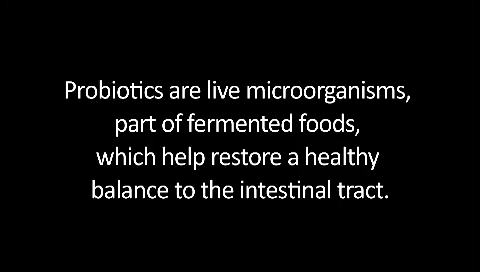 Probiotics are live microorganisms,
part of fermented foods,
which help restore a healthy
balance to the intestinal tract.